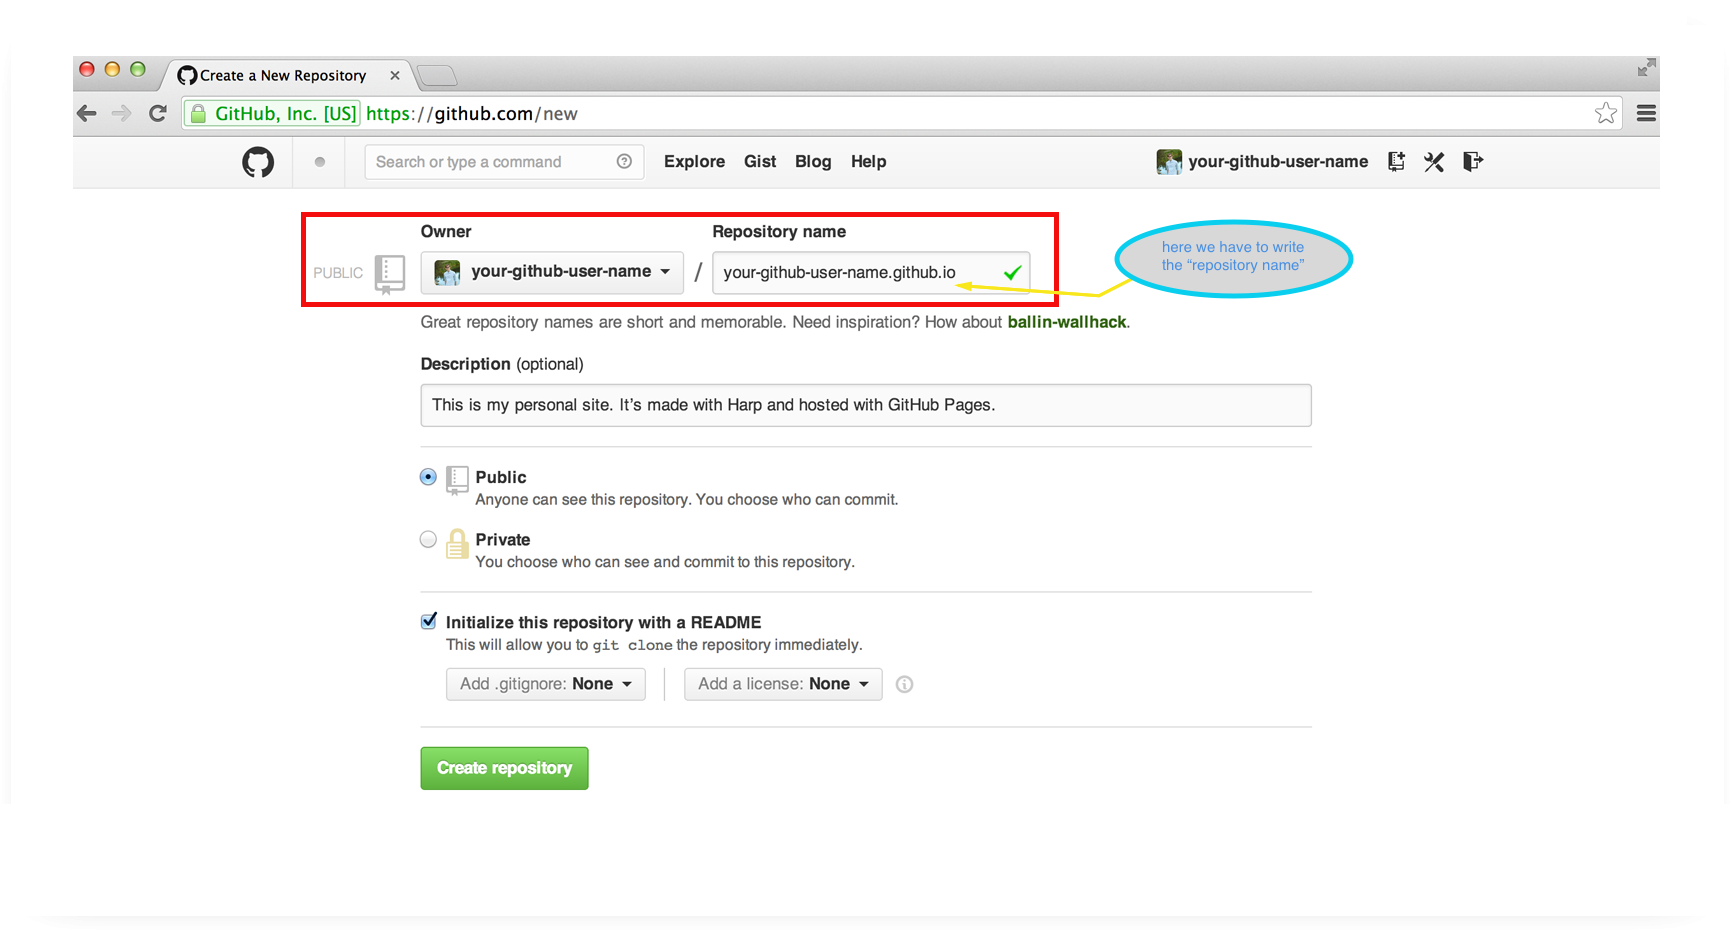 Create a New Repository
GitHub, Inc. [US] https://github.com/new
Search or type a command
Explore Gist Blog Help
your-github-user-name
Owner
Repository name
PUBLIC
your-github-user-name / your-github-user-name.github.io
here we have to write
the “repository name”
Great repository names are short and memorable. Need inspiration? How about ballin-wallhack.
Description (optional)
This is my personal site. It’s made with Harp and hosted with GitHub Pages.
Public
Anyone can see this repository. You choose who can commit.
Private
You choose who can see and commit to this repository.
Initialize this repository with a README
This will allow you to git clone the repository immediately.
Add .gitignore: None
Add a license: None
Create repository